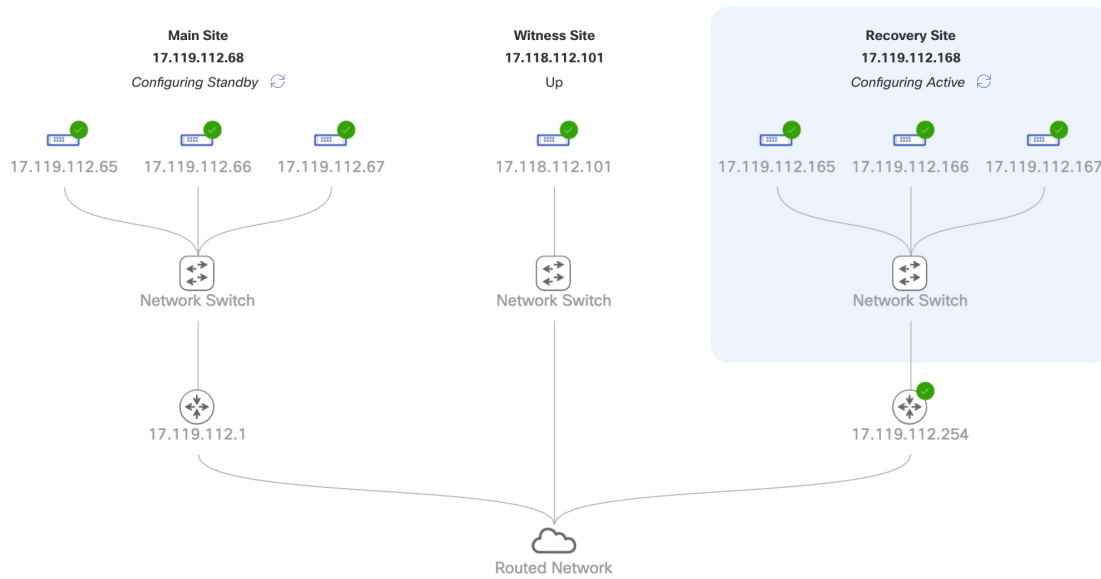 Main Site
17.119.112.68
Configuring Standby
Witness Site
17.118.112.101
Up
Recovery Site
17.119.112.168
Configuring Active
17.119.112.65
17.119.112.66
17.119.112.67
17.118.112.101
17.119.112.165
17.119.112.166
17.119.112.167
Network Switch
Network Switch
Network Switch
17.119.112.1
17.119.112.254
Routed Network